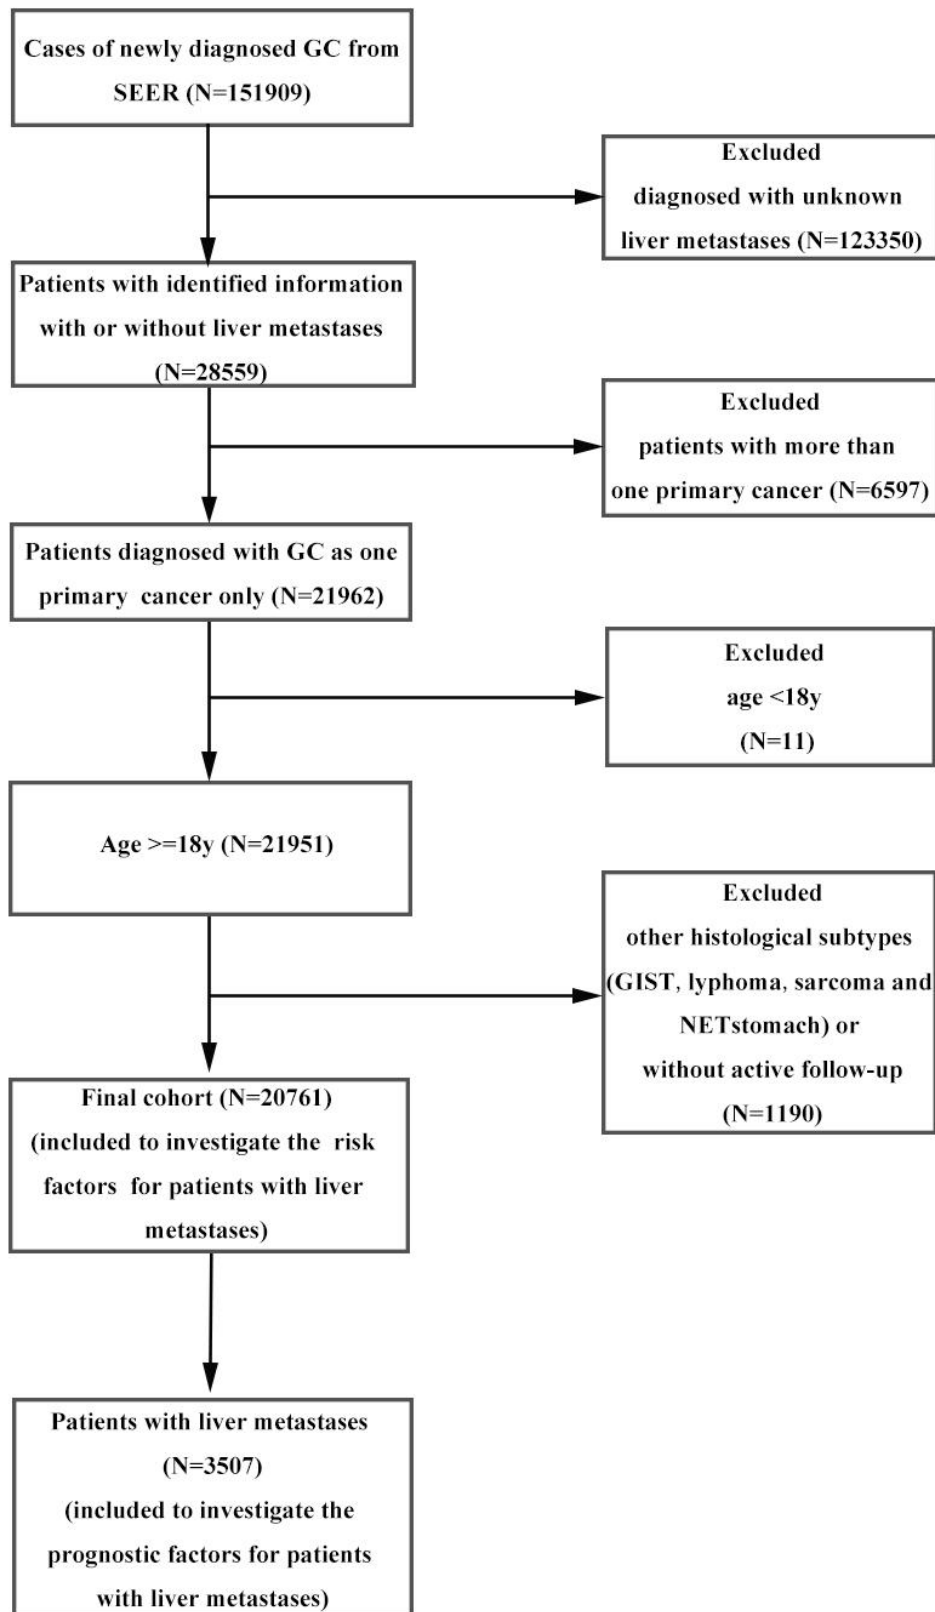 Cases of newly diagnosed GC from
SEER (N=151909)
Excluded
diagnosed with unknown
liver metastases (N=123350)
Patients with identified information
with or without liver metastases
(N=28559)
Excluded
patients with more than
one primary cancer (N=6597)
Patients diagnosed with GC as one
primary cancer only (N=21962)
Excluded
age <18y
(N=11)
Age >=18y (N=21951)
Excluded
other histological subtypes
(GIST, lyphoma, sarcoma and
NETstomach) or
without active follow-up
(N=1190)
Final cohort (N=20761)
(included to investigate the risk
factors for patients with liver
metastases)
Patients with liver metastases
(N=3507)
(included to investigate the
prognostic factors for patients
with liver metastases)